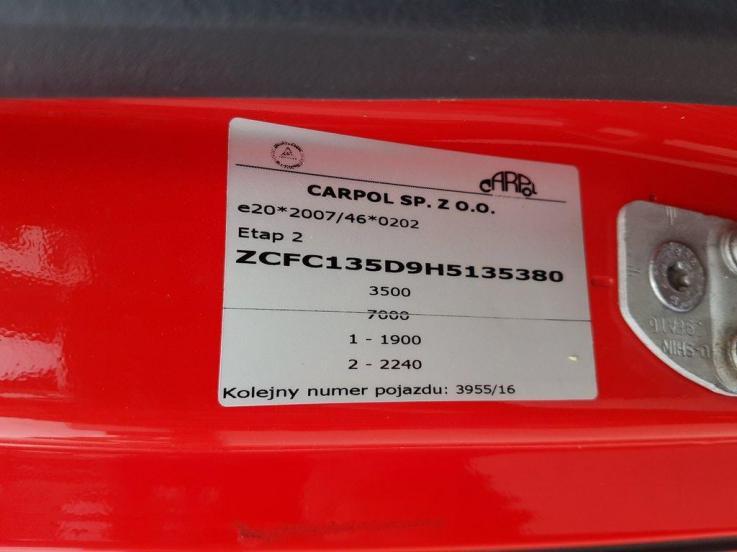 CARPOL
CARPOL SP. Z O.O.
e20*2007/46*0202
Etap 2
ZCFC135D9H5135380
3500
7000
1 - 1900
2 - 2240
Kolejny numer pojazdu: 3955/16